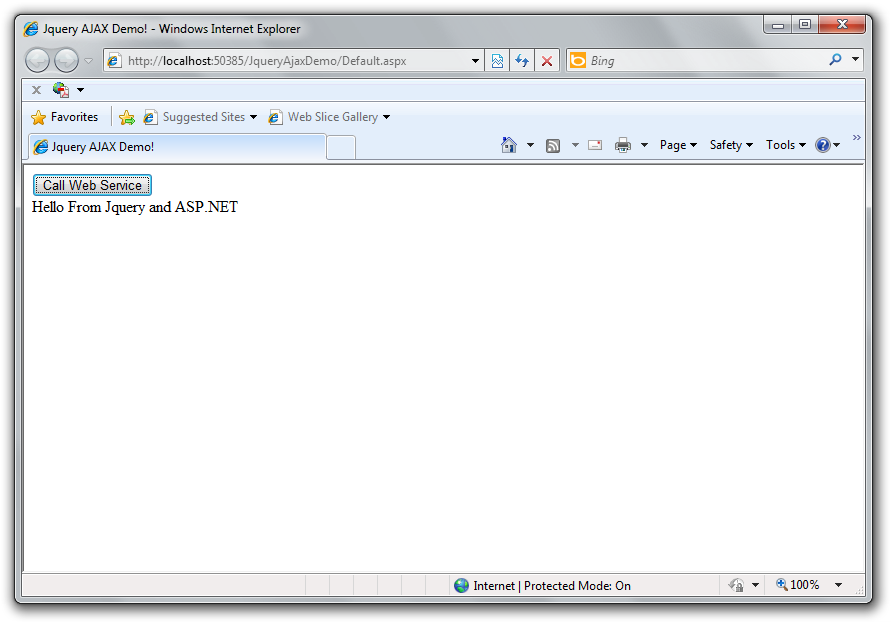 Jquery AJAX Demo! - Windows Internet Explorer
http://localhost:50385/JqueryAjaxDemo/Default.aspx
Bing
Favorites
Suggested Sites
Web Slice Gallery
Jquery AJAX Demo!
Page
Safety
Tools
Call Web Service
Hello From Jquery and ASP.NET
Internet | Protected Mode: On
100%